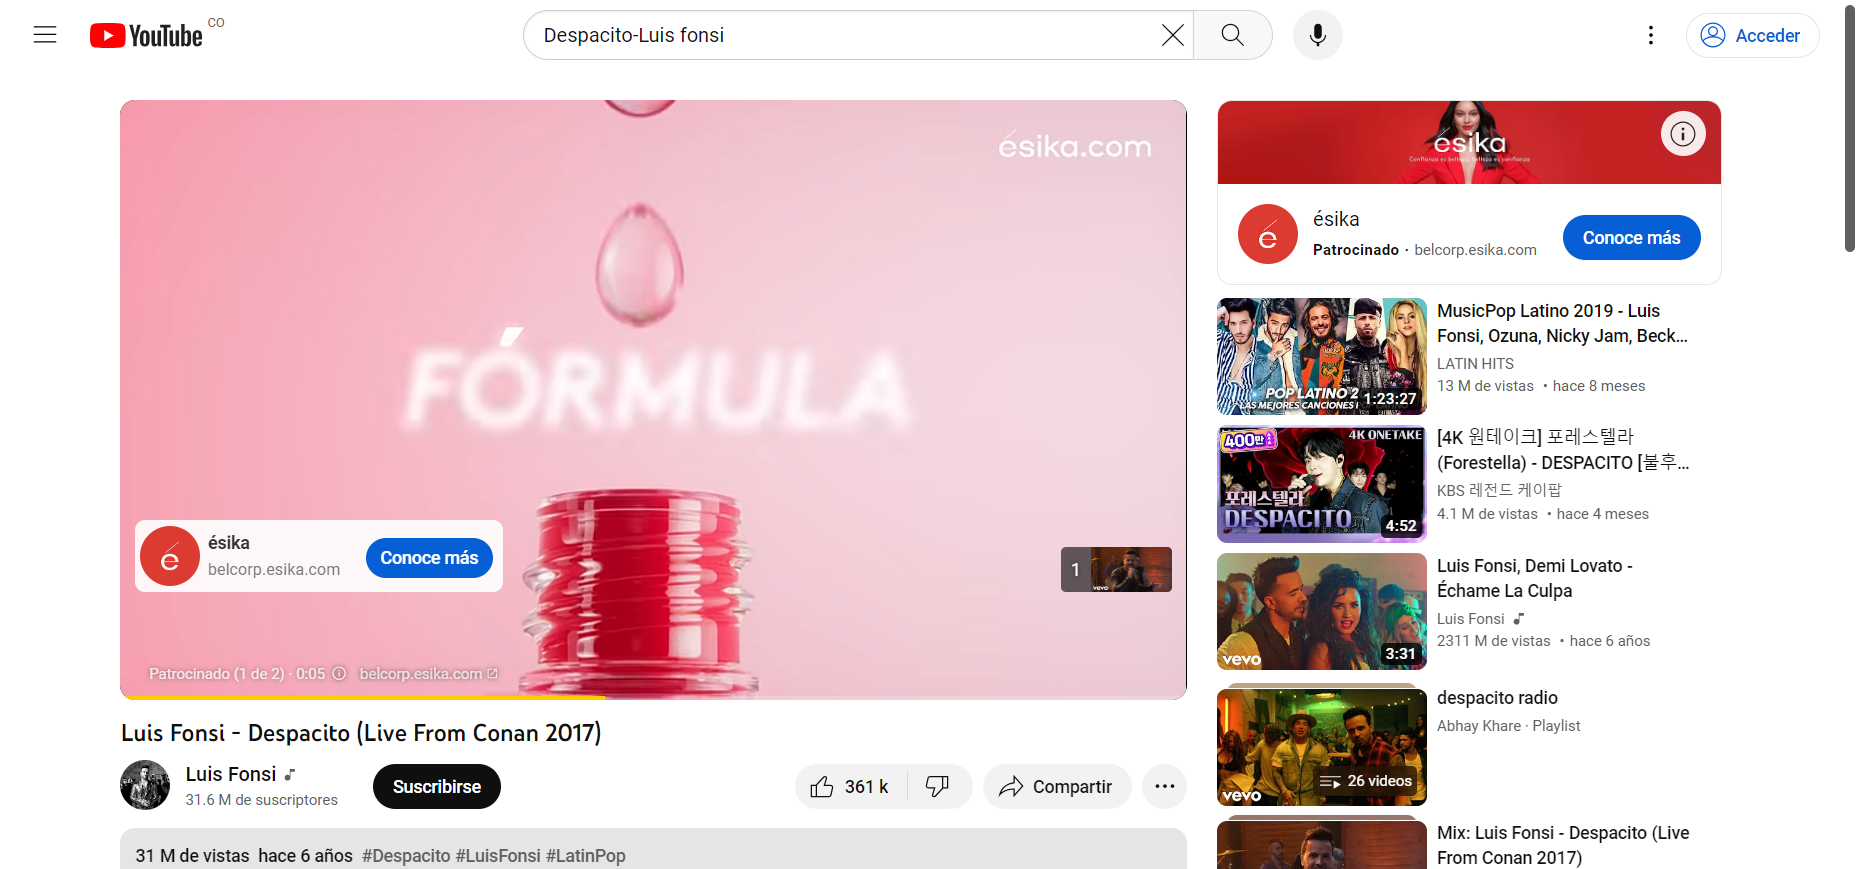 YouTube CO
Despacito-Luis fonsi
Acceder
ésika.com
FÓRMULA
é
ésika
belcorp.esika.com
Conoce más
1
vevo
Patrocinado (1 de 2) · 0:05 belcorp.esika.com
Luis Fonsi - Despacito (Live From Conan 2017)
Luis Fonsi
31.6 M de suscriptores
Suscribirse
361 k
Compartir
31 M de vistas hace 6 años #Despacito #LuisFonsi #LatinPop
ésika
Confianza es belleza, belleza es confianza
é
ésika
Patrocinado · belcorp.esika.com
Conoce más
POP LATINO 2
LAS MEJORES CANCIONES
1:23:27
MusicPop Latino 2019 - Luis
Fonsi, Ozuna, Nicky Jam, Beck...
LATIN HITS
13 M de vistas • hace 8 meses
400만
4K ONETAKE
포레스텔라
DESPACITO
4:52
[4K 원테이크] 포레스텔라
(Forestella) - DESPACITO [불후...
KBS 레전드 케이팝
4.1 M de vistas • hace 4 meses
vevo
3:31
Luis Fonsi, Demi Lovato -
Échame La Culpa
Luis Fonsi
2311 M de vistas • hace 6 años
vevo
26 videos
despacito radio
Abhay Khare · Playlist
Mix: Luis Fonsi - Despacito (Live
From Conan 2017)